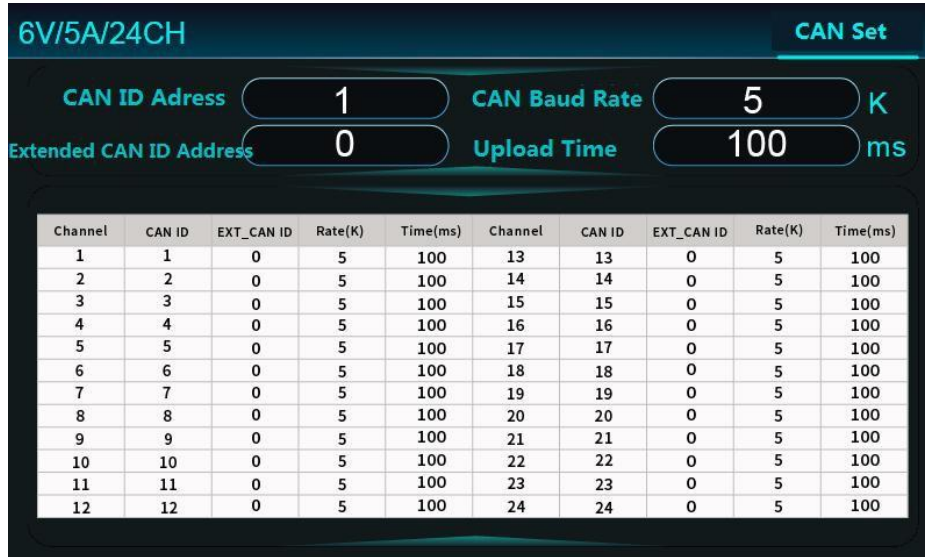 6V/5A/24CH CAN Set
CAN ID Adress 1 CAN Baud Rate 5 K
Extended CAN ID Address 0 Upload Time 100 ms
Channel CAN ID EXT_CAN ID Rate(K) Time(ms) Channel CAN ID EXT_CAN ID Rate(K) Time(ms)
1 1 0 5 100 13 13 0 5 100
2 2 0 5 100 14 14 0 5 100
3 3 0 5 100 15 15 0 5 100
4 4 0 5 100 16 16 0 5 100
5 5 0 5 100 17 17 0 5 100
6 6 0 5 100 18 18 0 5 100
7 7 0 5 100 19 19 0 5 100
8 8 0 5 100 20 20 0 5 100
9 9 0 5 100 21 21 0 5 100
10 10 0 5 100 22 22 0 5 100
11 11 0 5 100 23 23 0 5 100
12 12 0 5 100 24 24 0 5 100